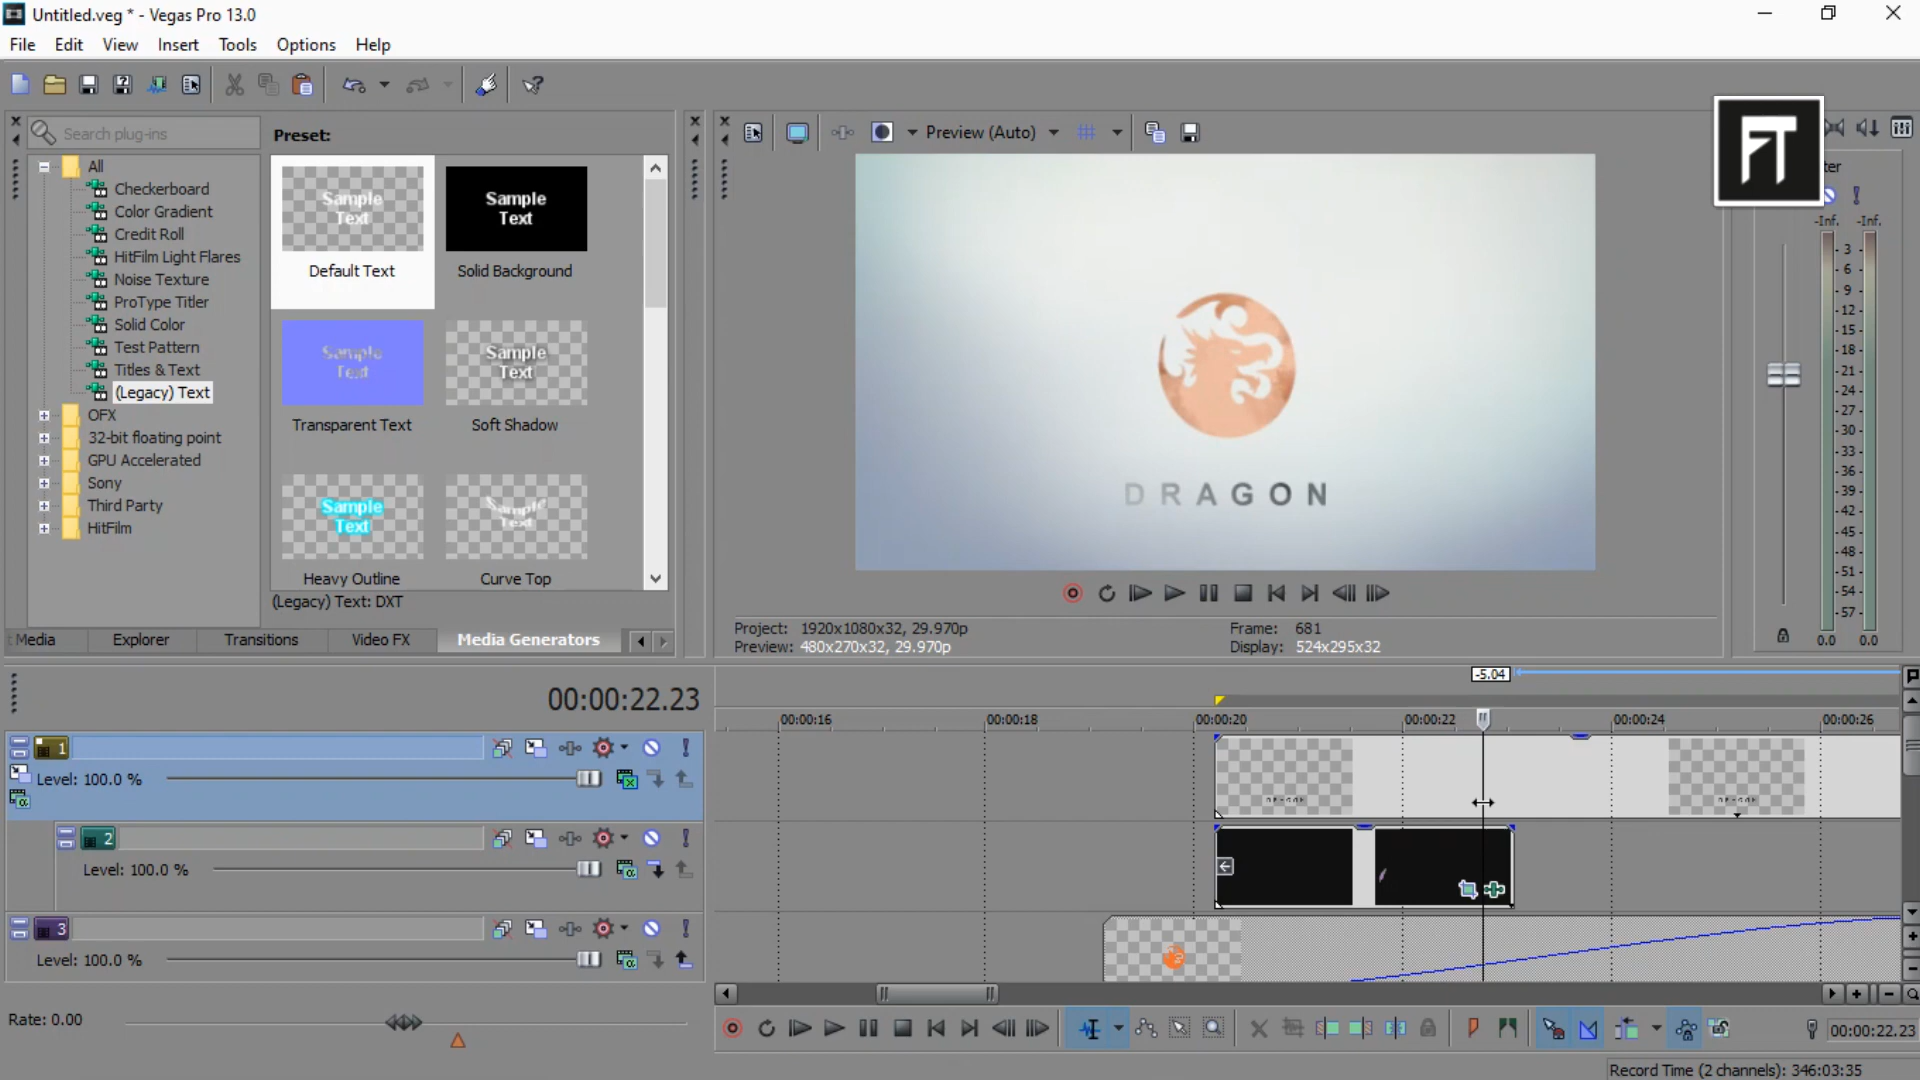 Untitled.veg * - Vegas Pro 13.0
File Edit View Insert Tools Options Help
Search plug-ins
Preset:
Preview (Auto)
FT
ter
All
Checkerboard
Color Gradient
Credit Roll
HitFilm Light Flares
Noise Texture
ProType Titler
Solid Color
Test Pattern
Titles & Text
(Legacy) Text
OFX
32-bit floating point
GPU Accelerated
Sony
Third Party
HitFilm
Sample
Text
Default Text
Sample
Text
Solid Background
Sample
Text
Transparent Text
Sample
Text
Soft Shadow
Sample
Text
Heavy Outline
Sample
Text
Curve Top
(Legacy) Text: DXT
t Media Explorer Transitions Video FX Media Generators
DRAGON
-Inf. -Inf.
- 3 -
- 6 -
- 9 -
-12-
-15-
-18-
-21-
-24-
-27-
-30-
-33-
-36-
-39-
-42-
-45-
-48-
-51-
-54-
-57-
0.0 0.0
Project: 1920x1080x32, 29.970p
Preview: 480x270x32, 29.970p
Frame: 681
Display: 524x295x32
00:00:22.23
-5.04
00:00:16 00:00:18 00:00:20 00:00:22 00:00:24 00:00:26
1
Level: 100.0 %
2
Level: 100.0 %
3
Level: 100.0 %
Rate: 0.00
00:00:22.23
Record Time (2 channels): 346:03:35